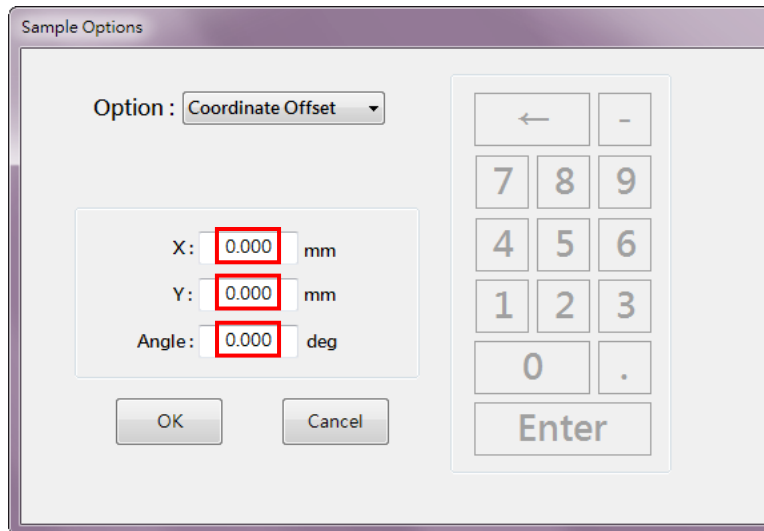 Sample Options
Option : Coordinate Offset
X : 0.000 mm
Y : 0.000 mm
Angle : 0.000 deg
OK Cancel
← -
7 8 9
4 5 6
1 2 3
0 .
Enter